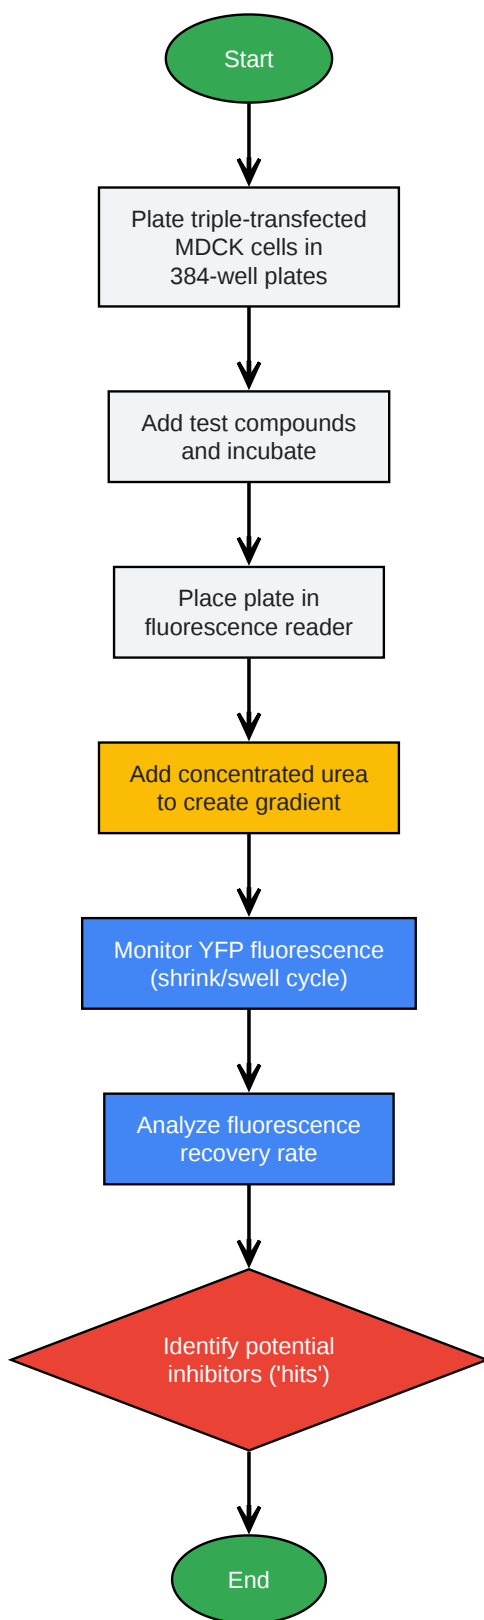 Start
Plate triple-transfected
MDCK cells in
384-well plates
Add test compounds
and incubate
Place plate in
fluorescence reader
Add concentrated urea
to create gradient
Monitor YFP fluorescence
(shrink/swell cycle)
Analyze fluorescence
recovery rate
Identify potential
inhibitors ('hits')
End